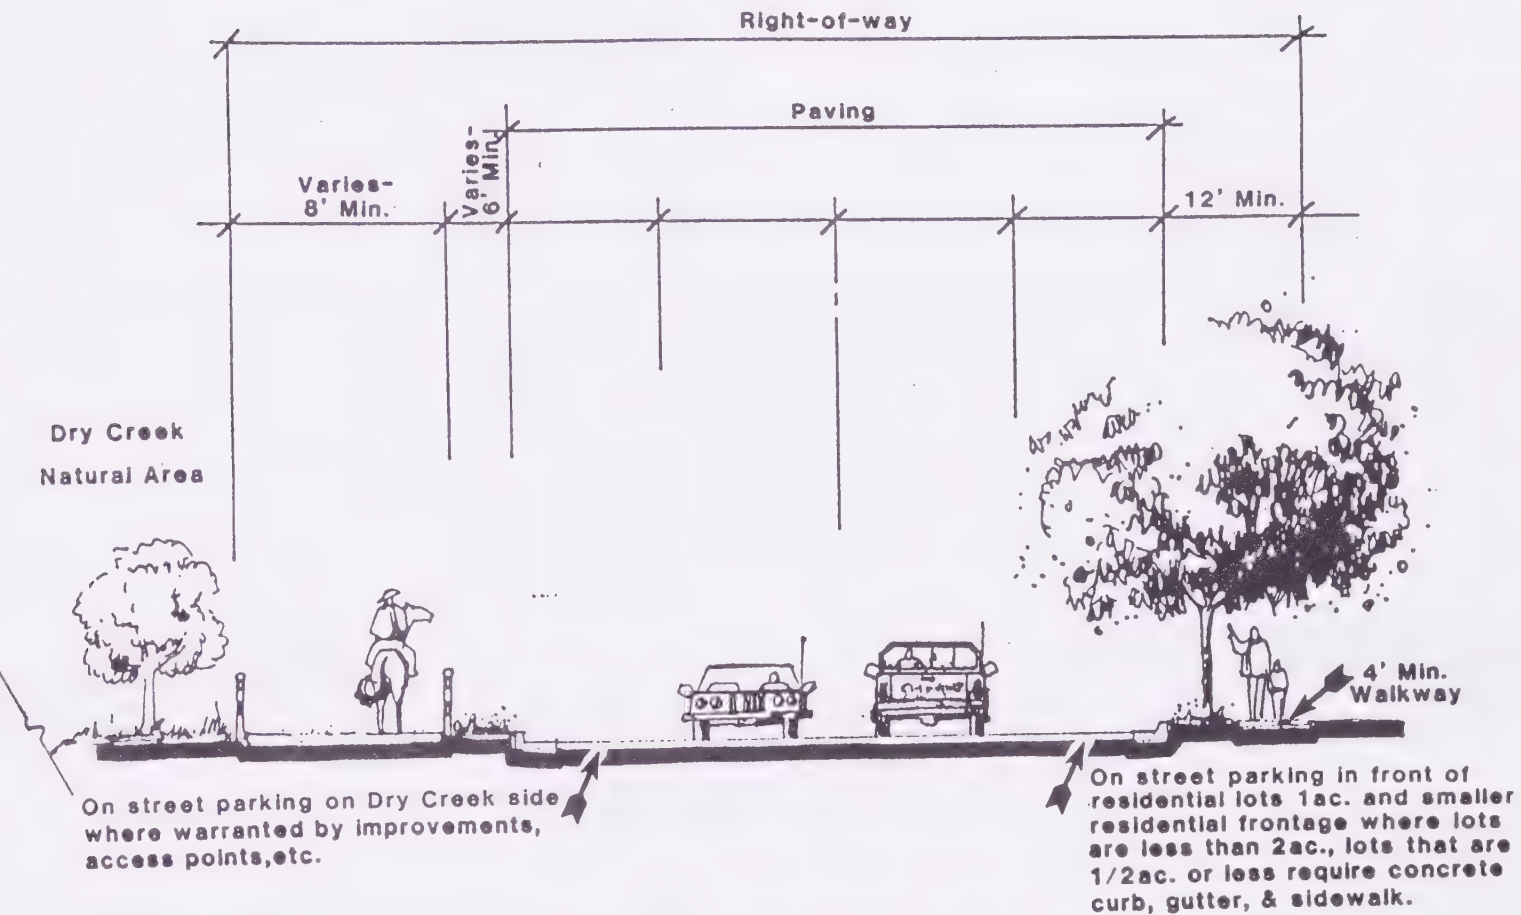 Right-of-way
Paving
Varies-
8' Min.
Varies-
6' Min.
12' Min.
Dry Creek
Natural Area
4' Min.
Walkway
On street parking on Dry Creek side
where warranted by improvements,
access points,etc.
On street parking in front of
residential lots 1ac. and smaller
residential frontage where lots
are less than 2ac., lots that are
1/2ac. or less require concrete
curb, gutter, & sidewalk.